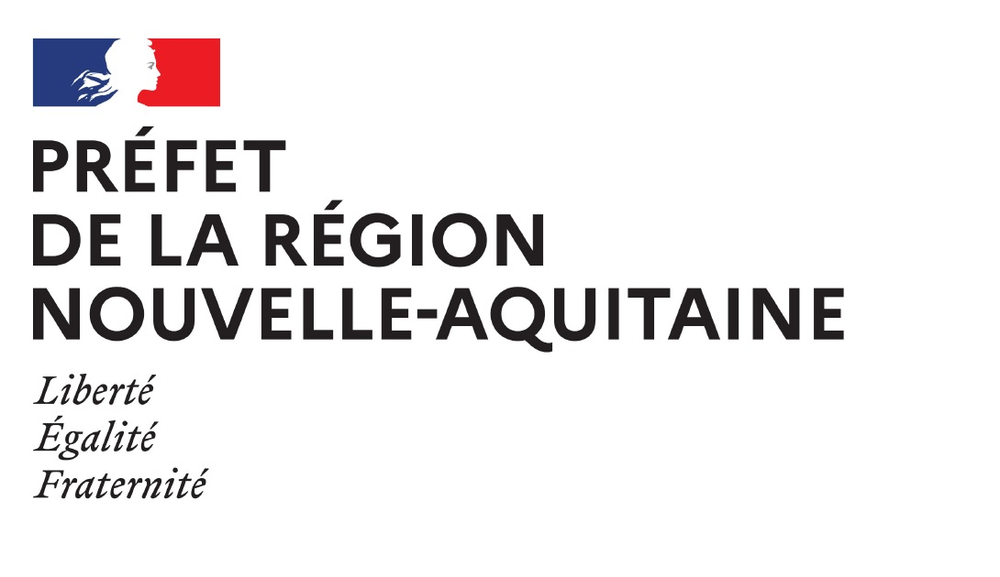 PRÉFET
DE LA RÉGION
NOUVELLE-AQUITAINE
Liberté
Égalité
Fraternité